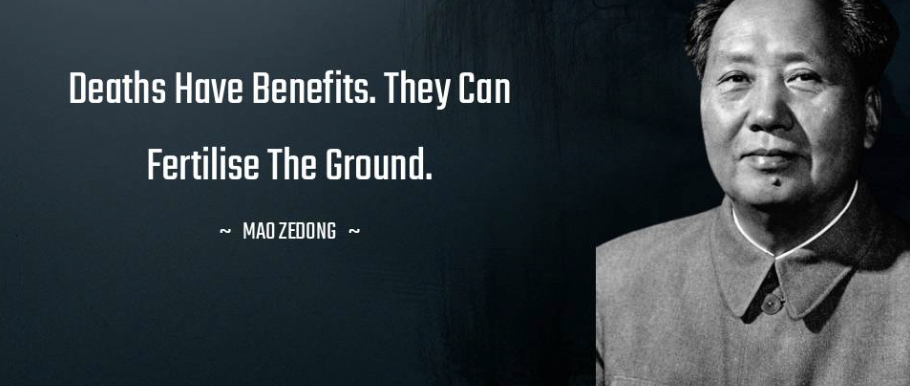 Deaths Have Benefits. They Can
Fertilise The Ground.
~ MAO ZEDONG ~